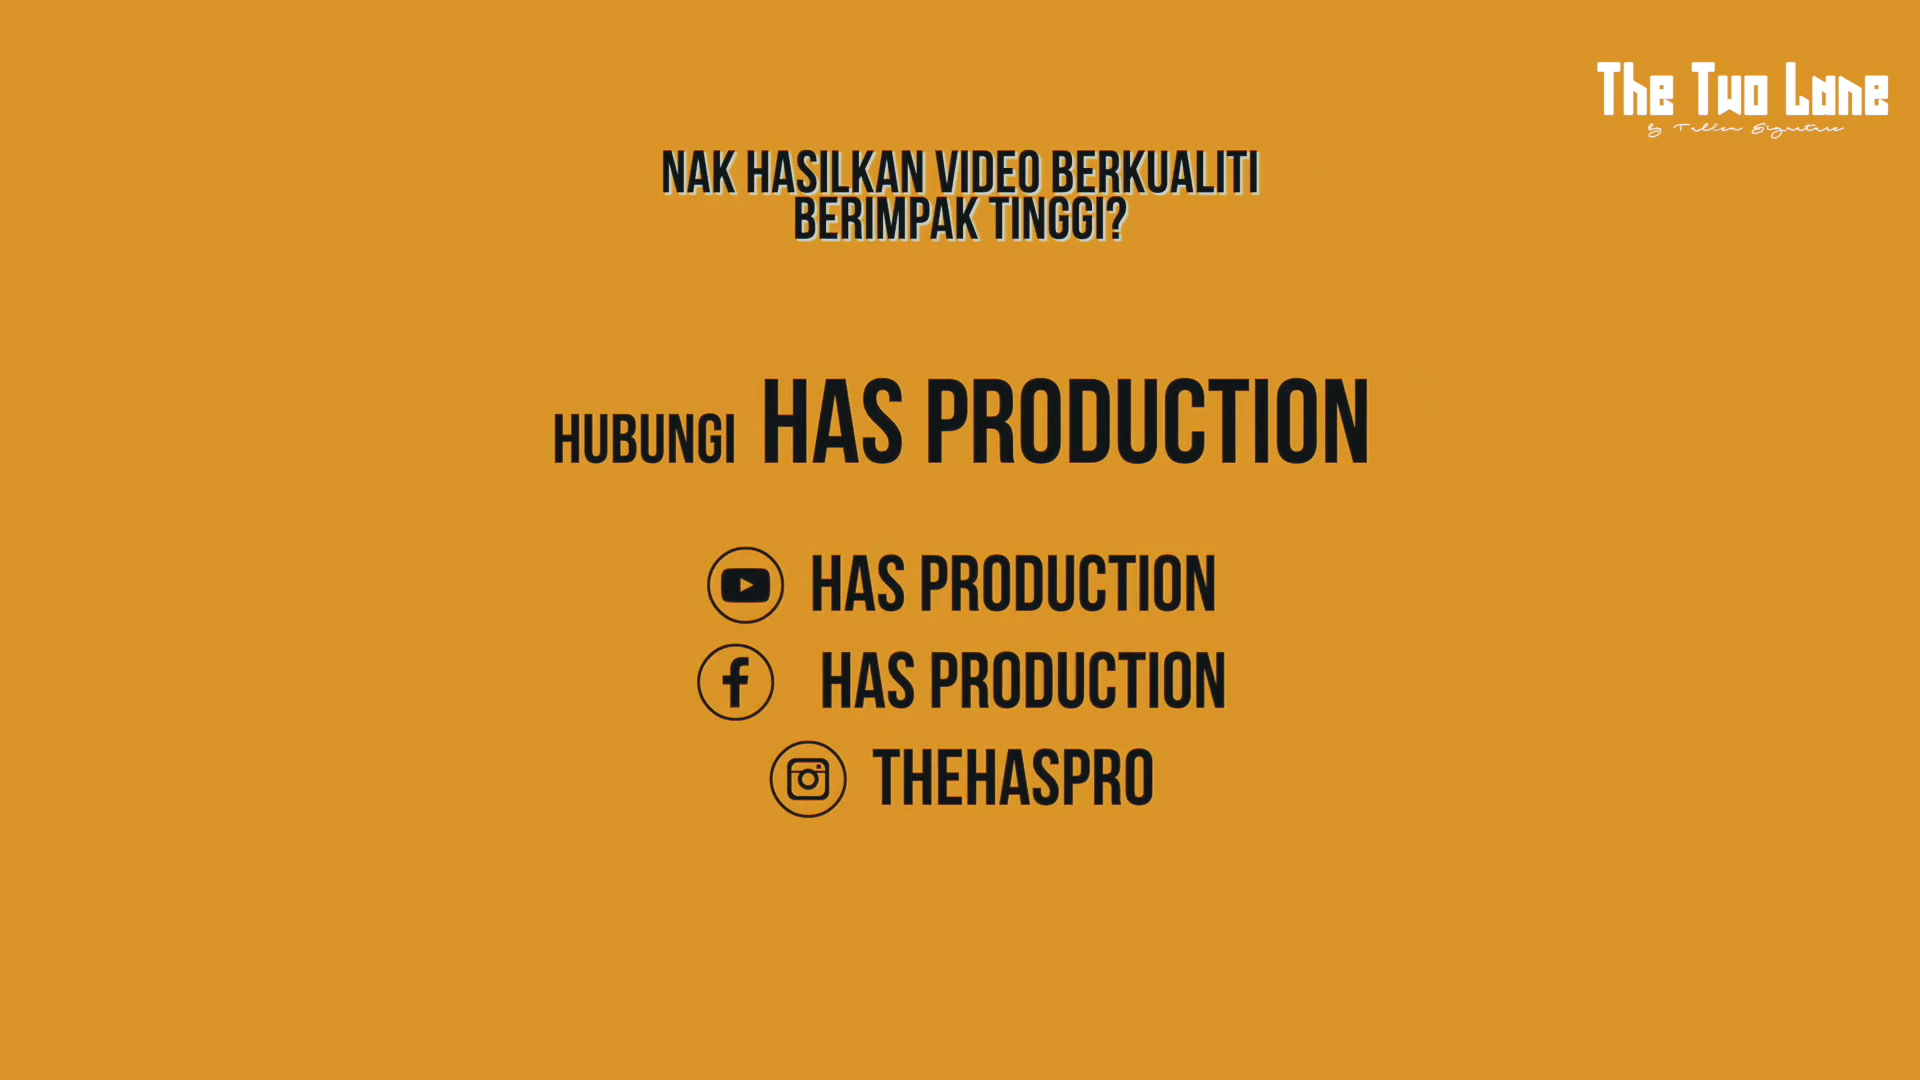 The Two Lane
NAK HASILKAN VIDEO BERKUALITI
BERIMPAK TINGGI?
HUBUNGI HAS PRODUCTION
HAS PRODUCTION
HAS PRODUCTION
THEHASPRO